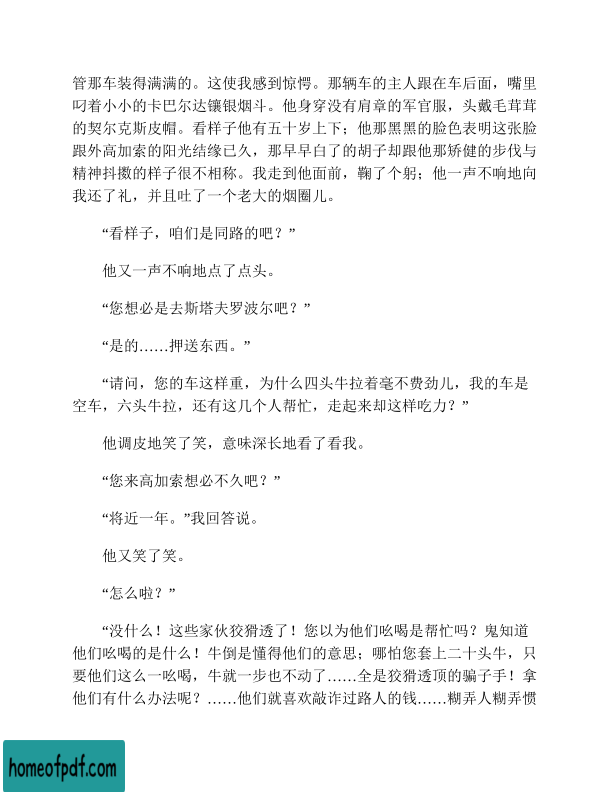 管那车装得满满的。这使我感到惊愕。那辆车的主人跟在车后面，嘴里
叼着小小的卡巴尔达镶银烟斗。他身穿没有肩章的军官服，头戴毛茸茸
的契尔克斯皮帽。看样子他有五十岁上下；他那黑黑的脸色表明这张脸
跟外高加索的阳光结缘已久，那早早白了的胡子却跟他那矫健的步伐与
精神抖擞的样子很不相称。我走到他面前，鞠了个躬；他一声不响地向
我还了礼，并且吐了一个老大的烟圈儿。
“看样子，咱们是同路的吧？”
他又一声不响地点了点头。
“您想必是去斯塔夫罗波尔吧？”
“是的……押送东西。”
“请问，您的车这样重，为什么四头牛拉着毫不费劲儿，我的车是
空车，六头牛拉，还有这几个人帮忙，走起来却这样吃力？”
他调皮地笑了笑，意味深长地看了看我。
“您来高加索想必不久吧？”
“将近一年。”我回答说。
他又笑了笑。
“怎么啦？”
“没什么！这些家伙狡猾透了！您以为他们吆喝是帮忙吗？鬼知道
他们吆喝的是什么！牛倒是懂得他们的意思；哪怕您套上二十头牛，只
要他们这么一吆喝，牛就一步也不动了……全是狡猾透顶的骗子手！拿
他们有什么办法呢？……他们就喜欢敲诈过路人的钱……糊弄人糊弄惯
homeofpdf.com